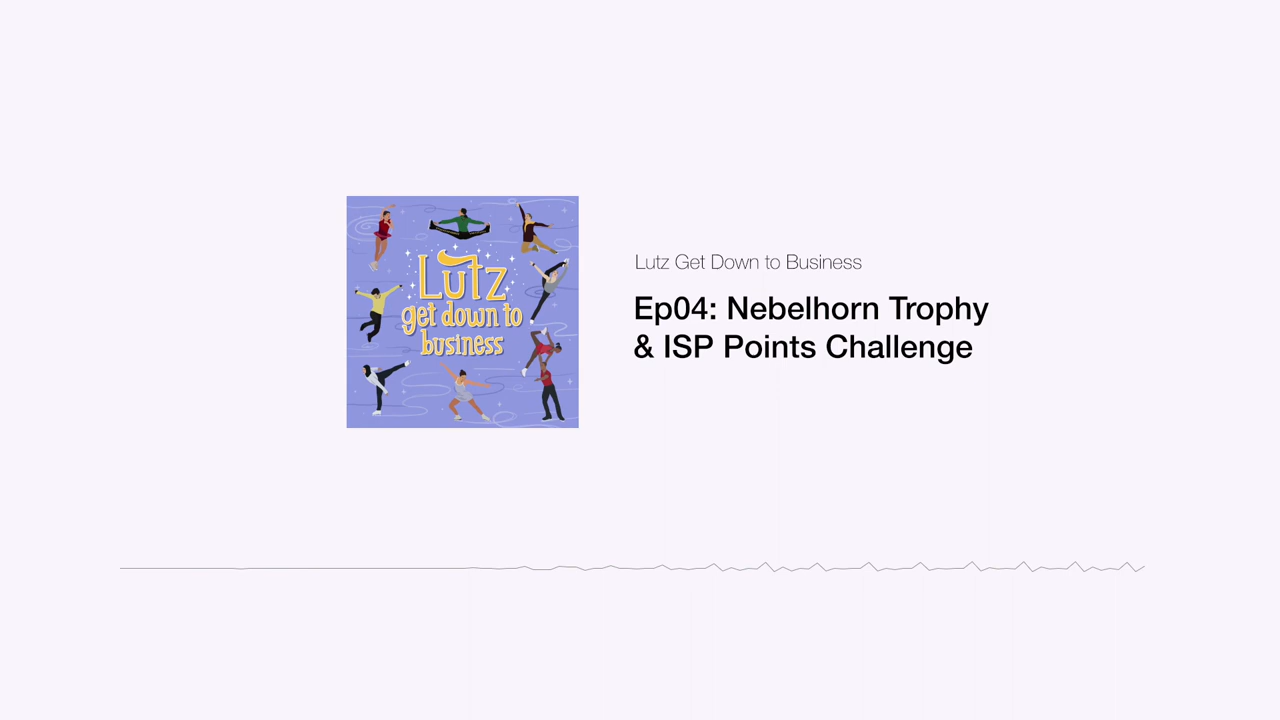 Lutz
get down to
business
Lutz Get Down to Business
Ep04: Nebelhorn Trophy
& ISP Points Challenge